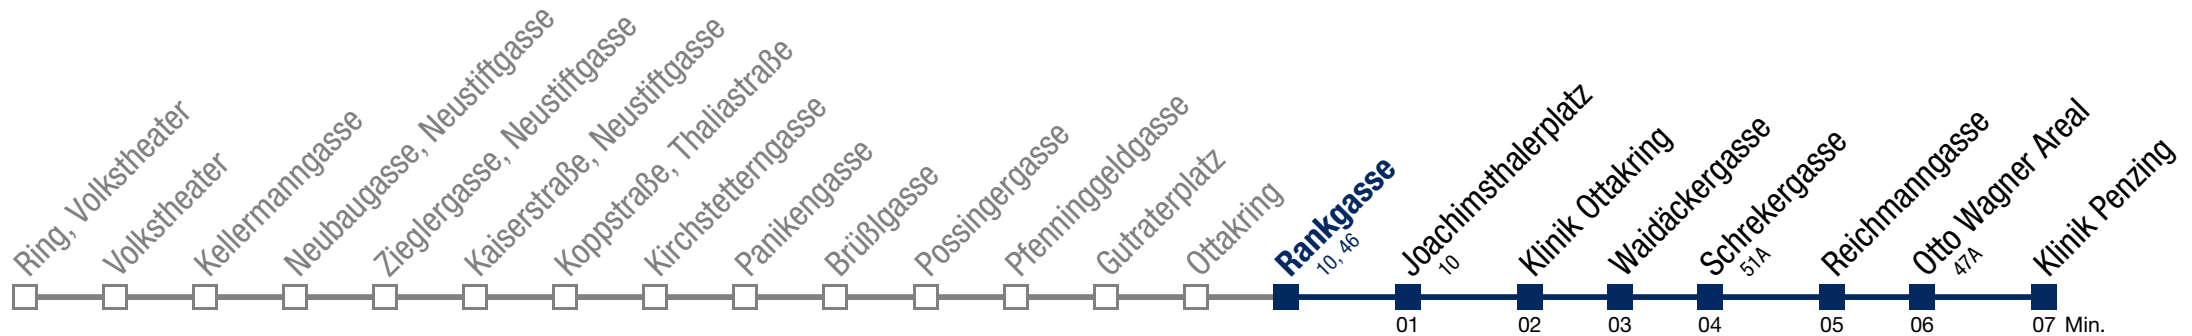 Ring, Volkstheater
Volkstheater
Kellermanngasse
Neubaugasse, Neustiftgasse
Zieglergasse, Neustiftgasse
Kaiserstraße, Neustiftgasse
Koppstraße, Thaliastraße
Kirchstetterngasse
Panikengasse
Brüßlgasse
Possingergasse
Pfenninggeldgasse
Gutraterplatz
Ottakring
Rankgasse
10, 46
Joachimsthalerplatz
10
Klinik Ottakring
Waidäckergasse
Schrekergasse
51A
Reichmanngasse
Otto Wagner Areal
47A
Klinik Penzing
01 02 03 04 05 06 07 Min.